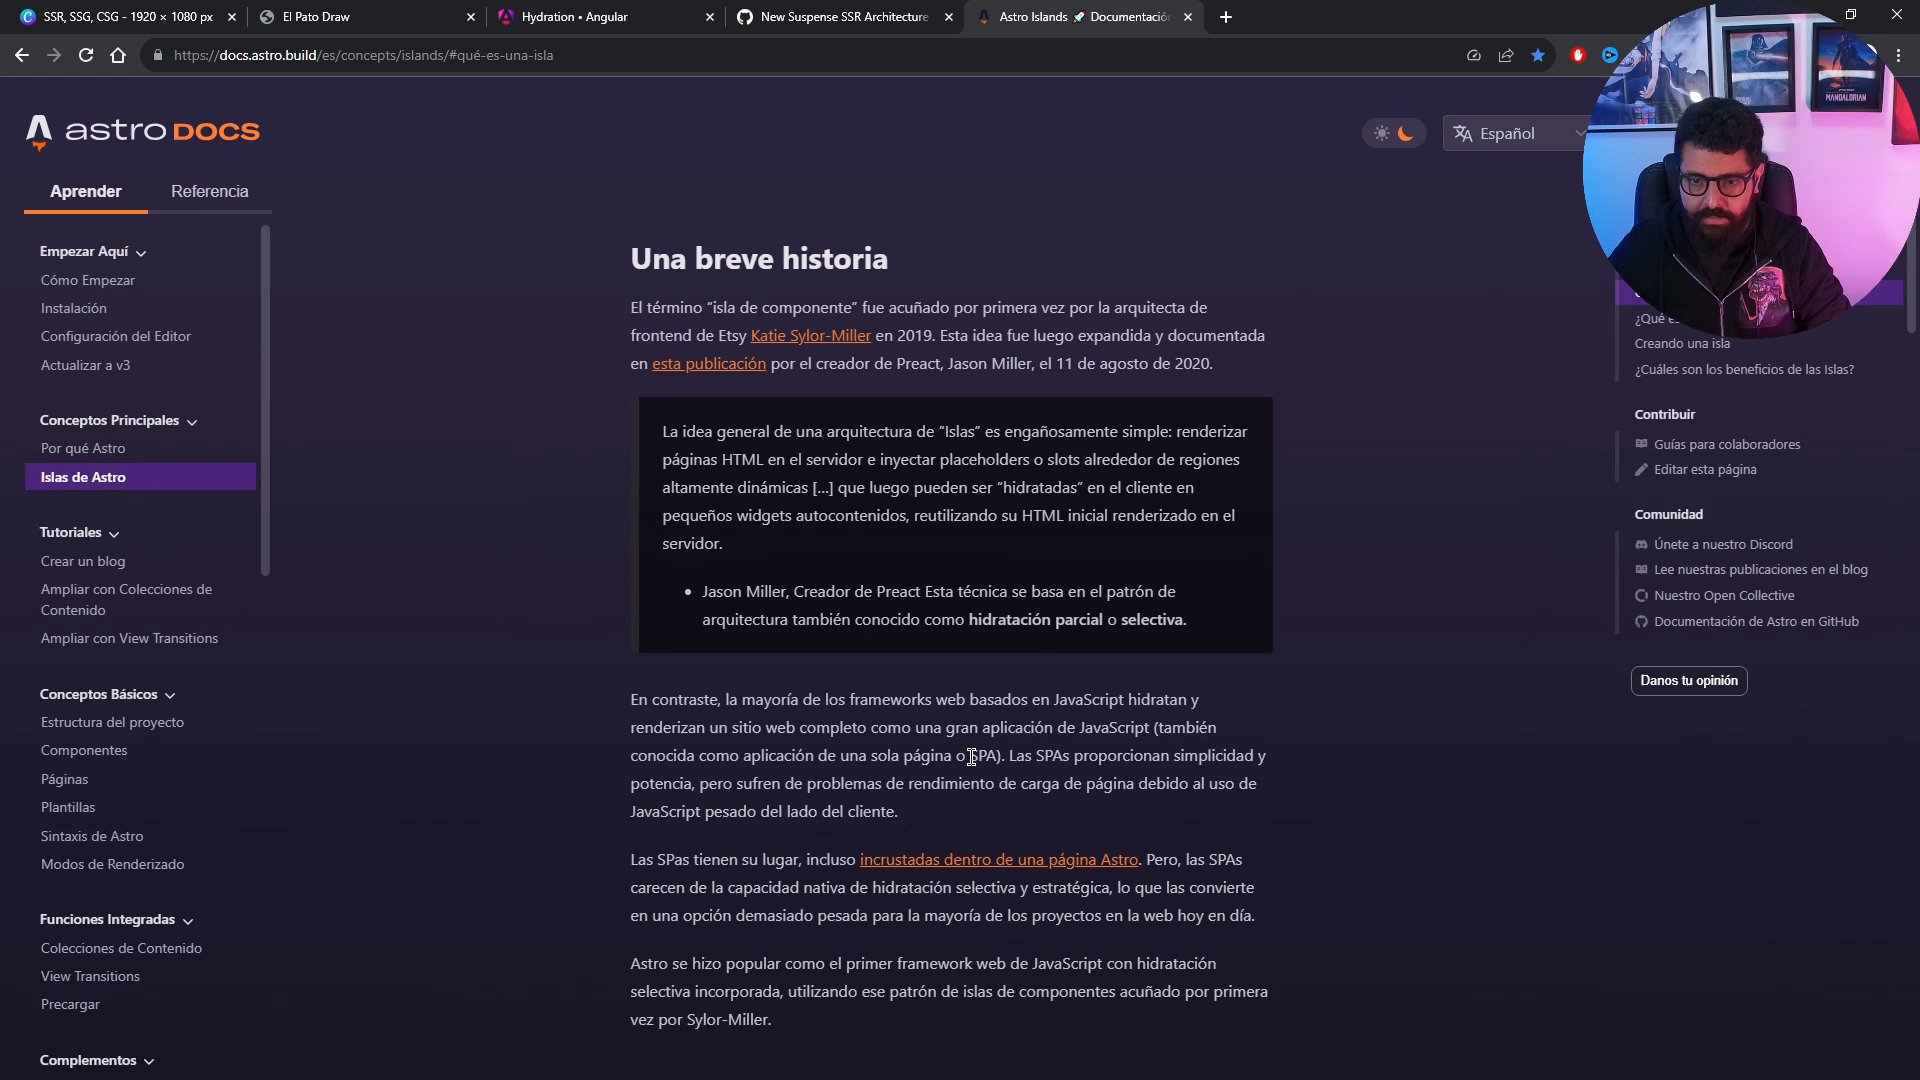 SSR, SSG, CSG - 1920 × 1080 px
El Pato Draw
Hydration • Angular
New Suspense SSR Architecture
Astro Islands 🚀 Documentació
https://docs.astro.build/es/concepts/islands/#qué-es-una-isla
astro DOCS
Español
Aprender
Referencia
Empezar Aquí
Cómo Empezar
Instalación
Configuración del Editor
Actualizar a v3
Conceptos Principales
Por qué Astro
Islas de Astro
Tutoriales
Crear un blog
Ampliar con Colecciones de
Contenido
Ampliar con View Transitions
Conceptos Básicos
Estructura del proyecto
Componentes
Páginas
Plantillas
Sintaxis de Astro
Modos de Renderizado
Funciones Integradas
Colecciones de Contenido
View Transitions
Precargar
Complementos
Una breve historia
El término “isla de componente” fue acuñado por primera vez por la arquitecta de
frontend de Etsy Katie Sylor-Miller en 2019. Esta idea fue luego expandida y documentada
en esta publicación por el creador de Preact, Jason Miller, el 11 de agosto de 2020.
La idea general de una arquitectura de “Islas” es engañosamente simple: renderizar
páginas HTML en el servidor e inyectar placeholders o slots alrededor de regiones
altamente dinámicas […] que luego pueden ser “hidratadas” en el cliente en
pequeños widgets autocontenidos, reutilizando su HTML inicial renderizado en el
servidor.
• Jason Miller, Creador de Preact Esta técnica se basa en el patrón de
arquitectura también conocido como hidratación parcial o selectiva.
En contraste, la mayoría de los frameworks web basados en JavaScript hidratan y
renderizan un sitio web completo como una gran aplicación de JavaScript (también
conocida como aplicación de una sola página o SPA). Las SPAs proporcionan simplicidad y
potencia, pero sufren de problemas de rendimiento de carga de página debido al uso de
JavaScript pesado del lado del cliente.
Las SPas tienen su lugar, incluso incrustadas dentro de una página Astro. Pero, las SPAs
carecen de la capacidad nativa de hidratación selectiva y estratégica, lo que las convierte
en una opción demasiado pesada para la mayoría de los proyectos en la web hoy en día.
Astro se hizo popular como el primer framework web de JavaScript con hidratación
selectiva incorporada, utilizando ese patrón de islas de componentes acuñado por primera
vez por Sylor-Miller.
MANDALORIAN
¿Qué es
Creando una isla
¿Cuáles son los beneficios de las Islas?
Contribuir
Guías para colaboradores
Editar esta página
Comunidad
Únete a nuestro Discord
Lee nuestras publicaciones en el blog
Nuestro Open Collective
Documentación de Astro en GitHub
Danos tu opinión